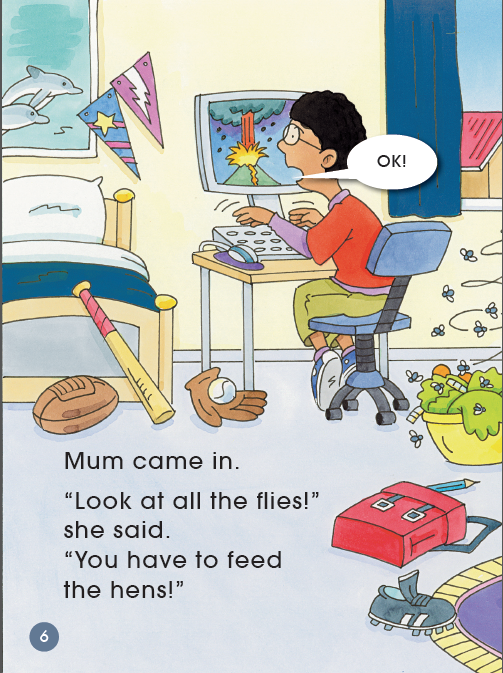 OK!
Mum came in.
“Look at all the flies!”
she said.
“You have to feed
the hens!”
6